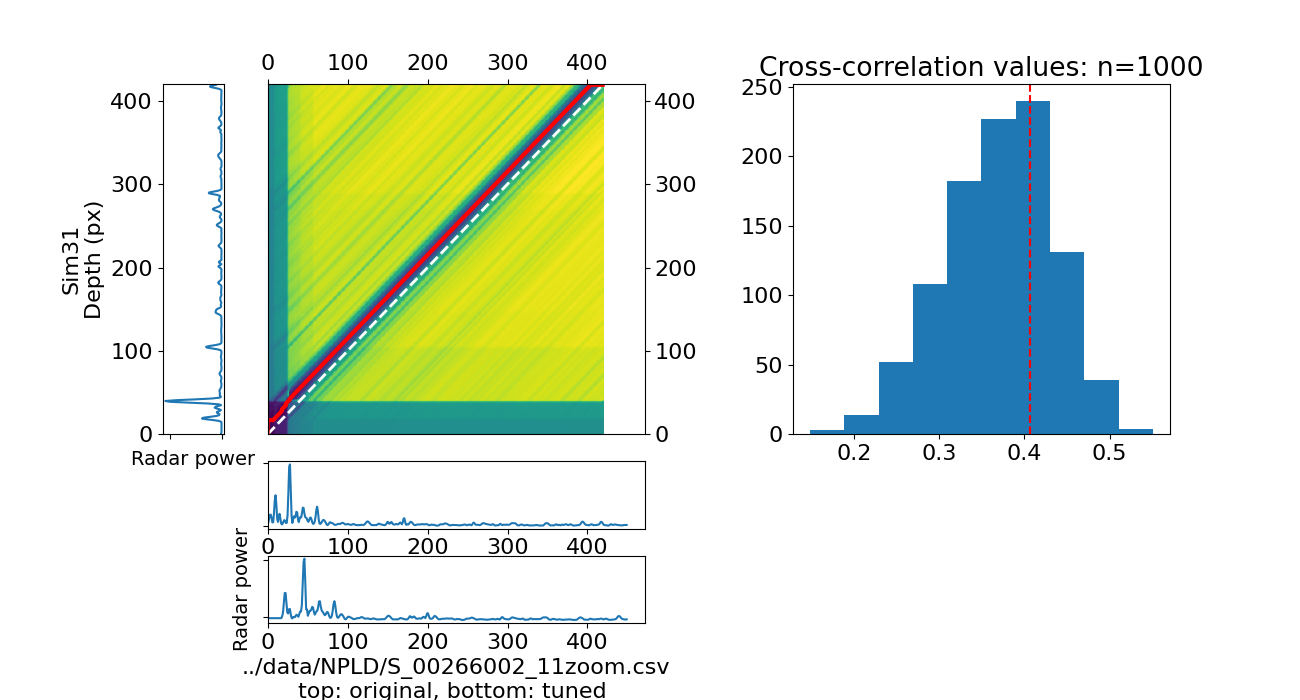 0 100 200 300 400
Cross-correlation values: n=1000
400
300
200
100
0
Sim31
Depth (px)
400
300
200
100
0
250
200
150
100
50
0
0.2 0.3 0.4 0.5
Radar power
0 100 200 300 400
Radar power
0 100 200 300 400
../data/NPLD/S_00266002_11zoom.csv
top: original, bottom: tuned